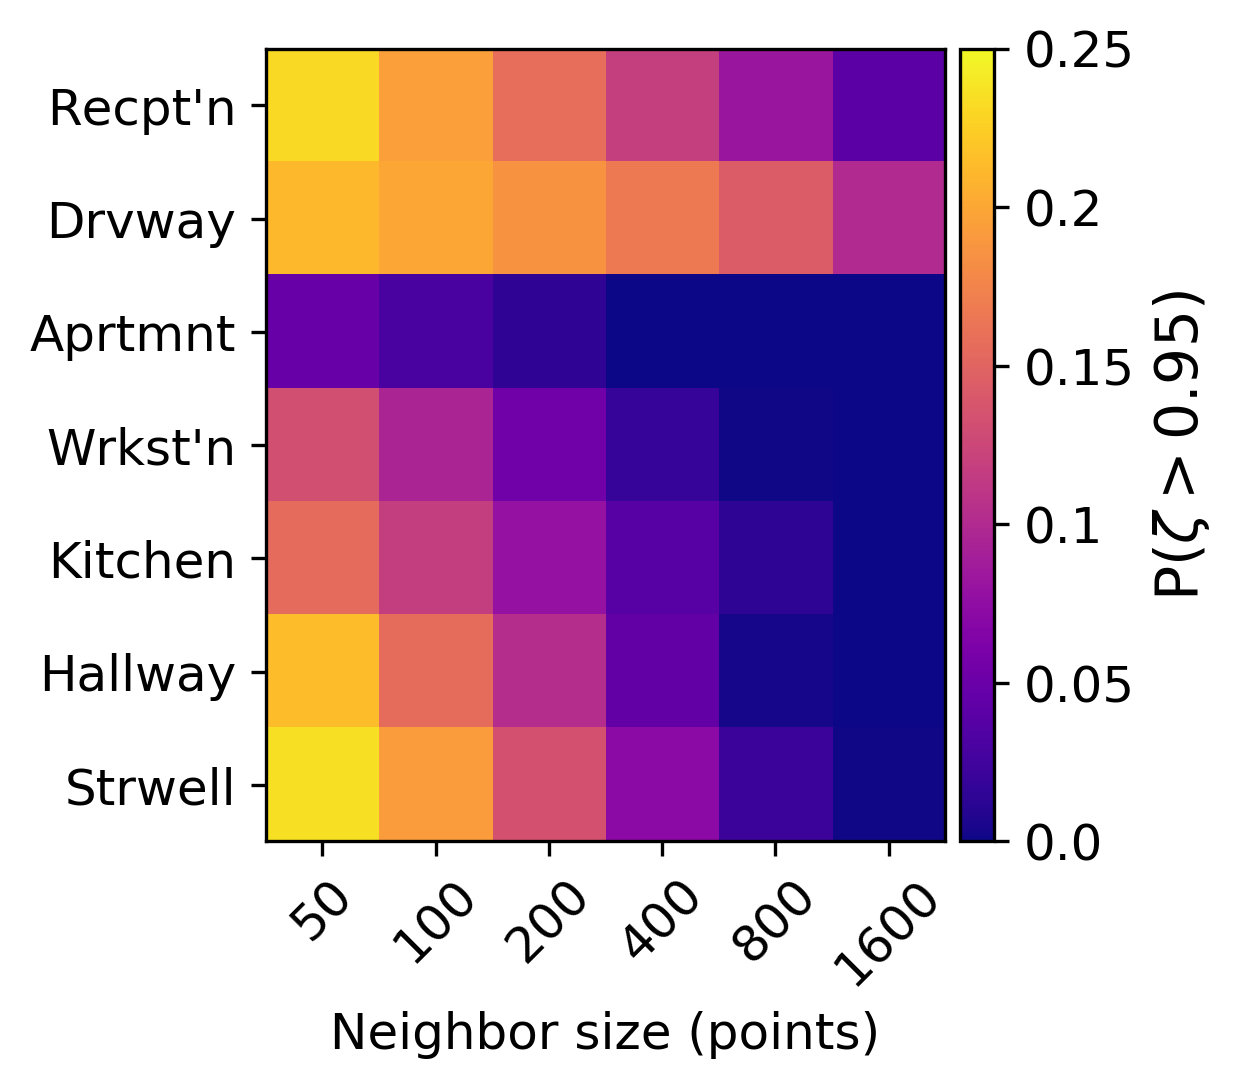 Recpt'n
Drvway
Aprtmnt
Wrkst'n
Kitchen
Hallway
Strwell
50
100
200
400
800
1600
Neighbor size (points)
0.25
0.2
0.15
0.1
0.05
0.0
P(ζ > 0.95)